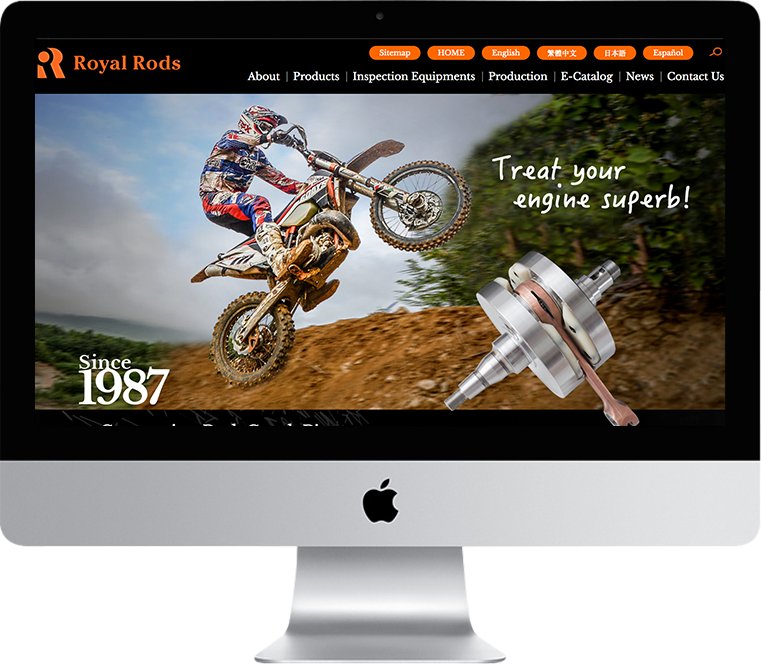 Sitemap HOME English 繁體中文 日本語 Español
Royal Rods
About | Products | Inspection Equipments | Production | E-Catalog | News | Contact Us
Treat your
engine superb!
Since
1987